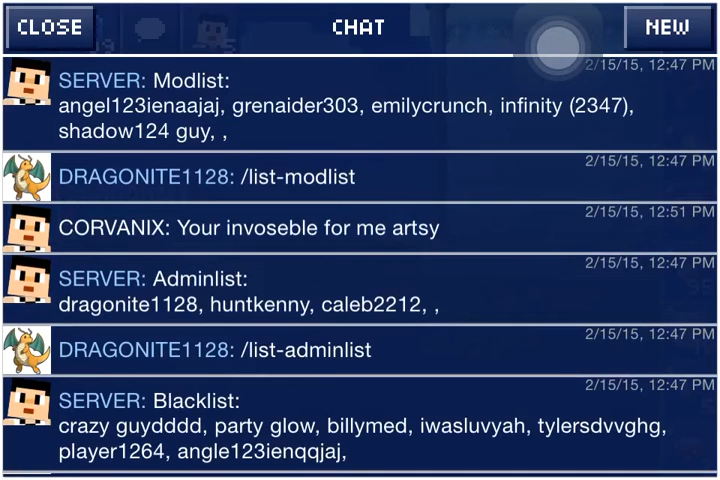 CLOSE
CHAT
NEW
2/15/15, 12:47 PM
SERVER: Modlist:
angel123ienaajaj, grenaider303, emilycrunch, infinity (2347),
shadow124 guy, , 
2/15/15, 12:47 PM
DRAGONITE1128: /list-modlist
2/15/15, 12:51 PM
CORVANIX: Your invoseble for me artsy
2/15/15, 12:47 PM
SERVER: Adminlist:
dragonite1128, huntkenny, caleb2212, ,
2/15/15, 12:47 PM
DRAGONITE1128: /list-adminlist
2/15/15, 12:47 PM
SERVER: Blacklist:
crazy guydddd, party glow, billymed, iwasluvyah, tylersdvvghg,
player1264, angle123ienqqjaj,